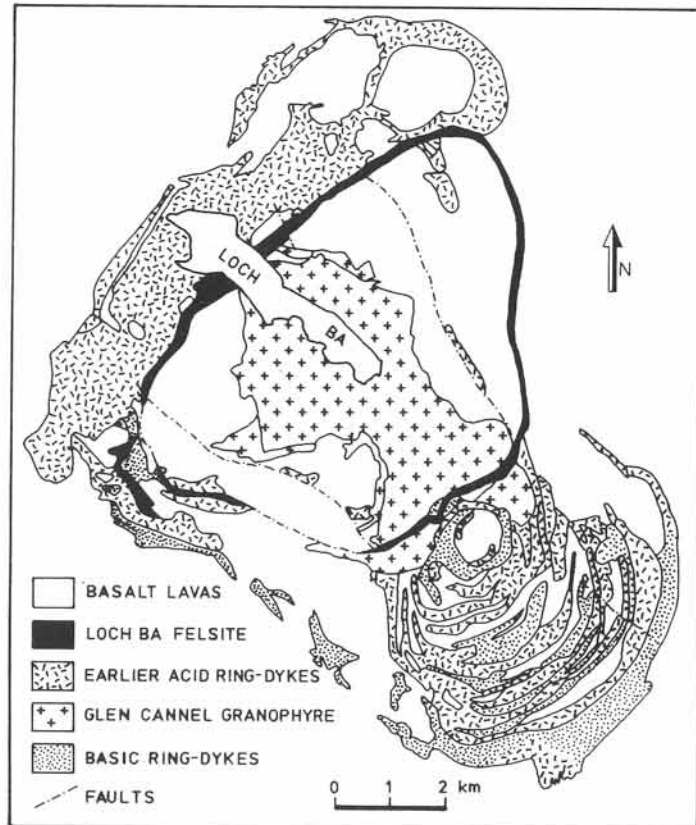 LOCH
BA
N
BASALT LAVAS
LOCH BA FELSITE
EARLIER ACID RING-DYKES
GLEN CANNEL GRANOPHYRE
BASIC RING-DYKES
FAULTS
0 1 2 km